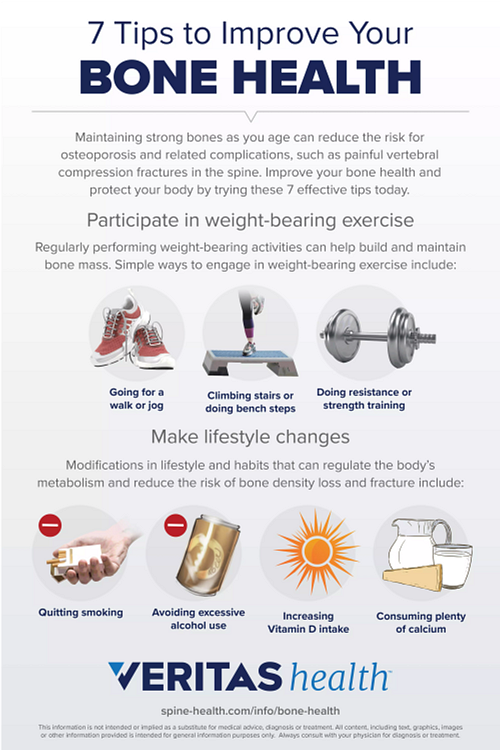 7 Tips to Improve Your
BONE HEALTH
Maintaining strong bones as you age can reduce the risk for
osteoporosis and related complications, such as painful vertebral
compression fractures in the spine. Improve your bone health and
protect your body by trying these 7 effective tips today.
Participate in weight-bearing exercise
Regularly performing weight-bearing activities can help build and maintain
bone mass. Simple ways to engage in weight-bearing exercise include:
Going for a
walk or jog
Climbing stairs or
doing bench steps
Doing resistance or
strength training
Make lifestyle changes
Modifications in lifestyle and habits that can regulate the body's
metabolism and reduce the risk of bone density loss and fracture include:
Quitting smoking
Avoiding excessive
alcohol use
Increasing
Vitamin D intake
Consuming plenty
of calcium
VERITAS health™
spine-health.com/info/bone-health
This information is not intended or implied as a substitute for medical advice, diagnosis or treatment. All content, including text, graphics, images
or other information provided is intended for general information purposes only. Always consult with your physician for diagnosis or treatment.